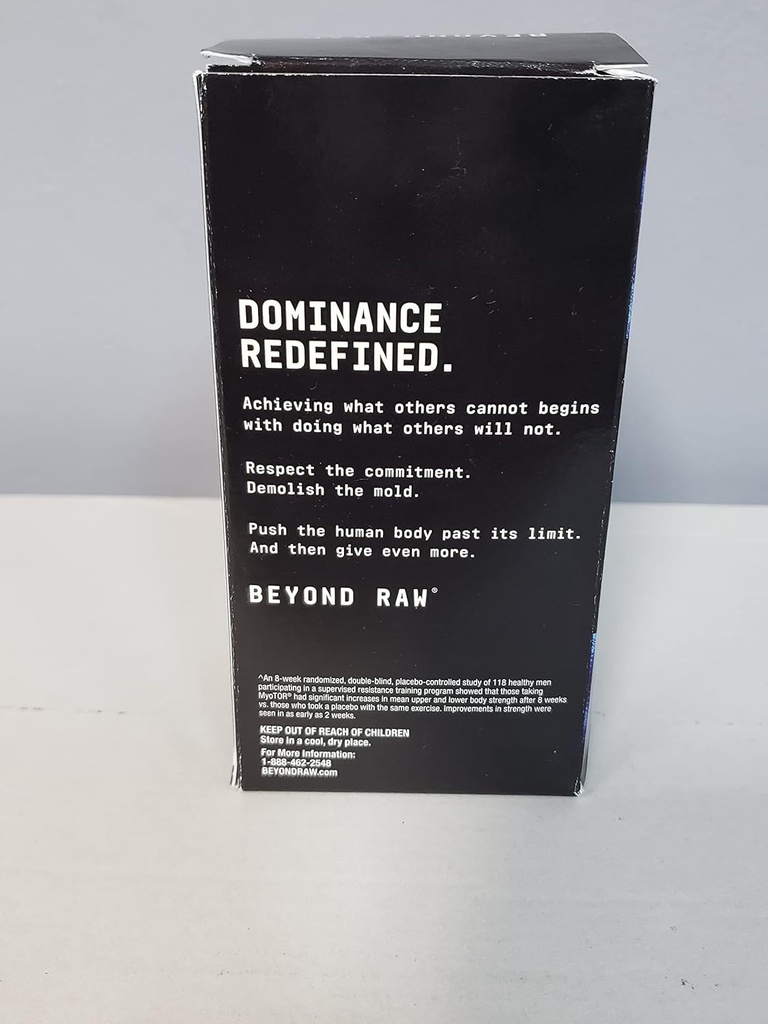 DOMINANCE
REDEFINED.
Achieving what others cannot begins
with doing what others will not.
Respect the commitment.
Demolish the mold.
Push the human body past its limit.
And then give even more.
BEYOND RAW®
^An 8-week randomized, double-blind, placebo-controlled study of 118 healthy men
participating in a supervised resistance training program showed that those taking
MyoTOR® had significant increases in mean upper and lower body strength after 8 weeks
vs. those who took a placebo with the same exercise. Improvements in strength were
seen in as early as 2 weeks.
KEEP OUT OF REACH OF CHILDREN
Store in a cool, dry place.
For More Information:
1-888-462-2548
BEYONDRAW.com